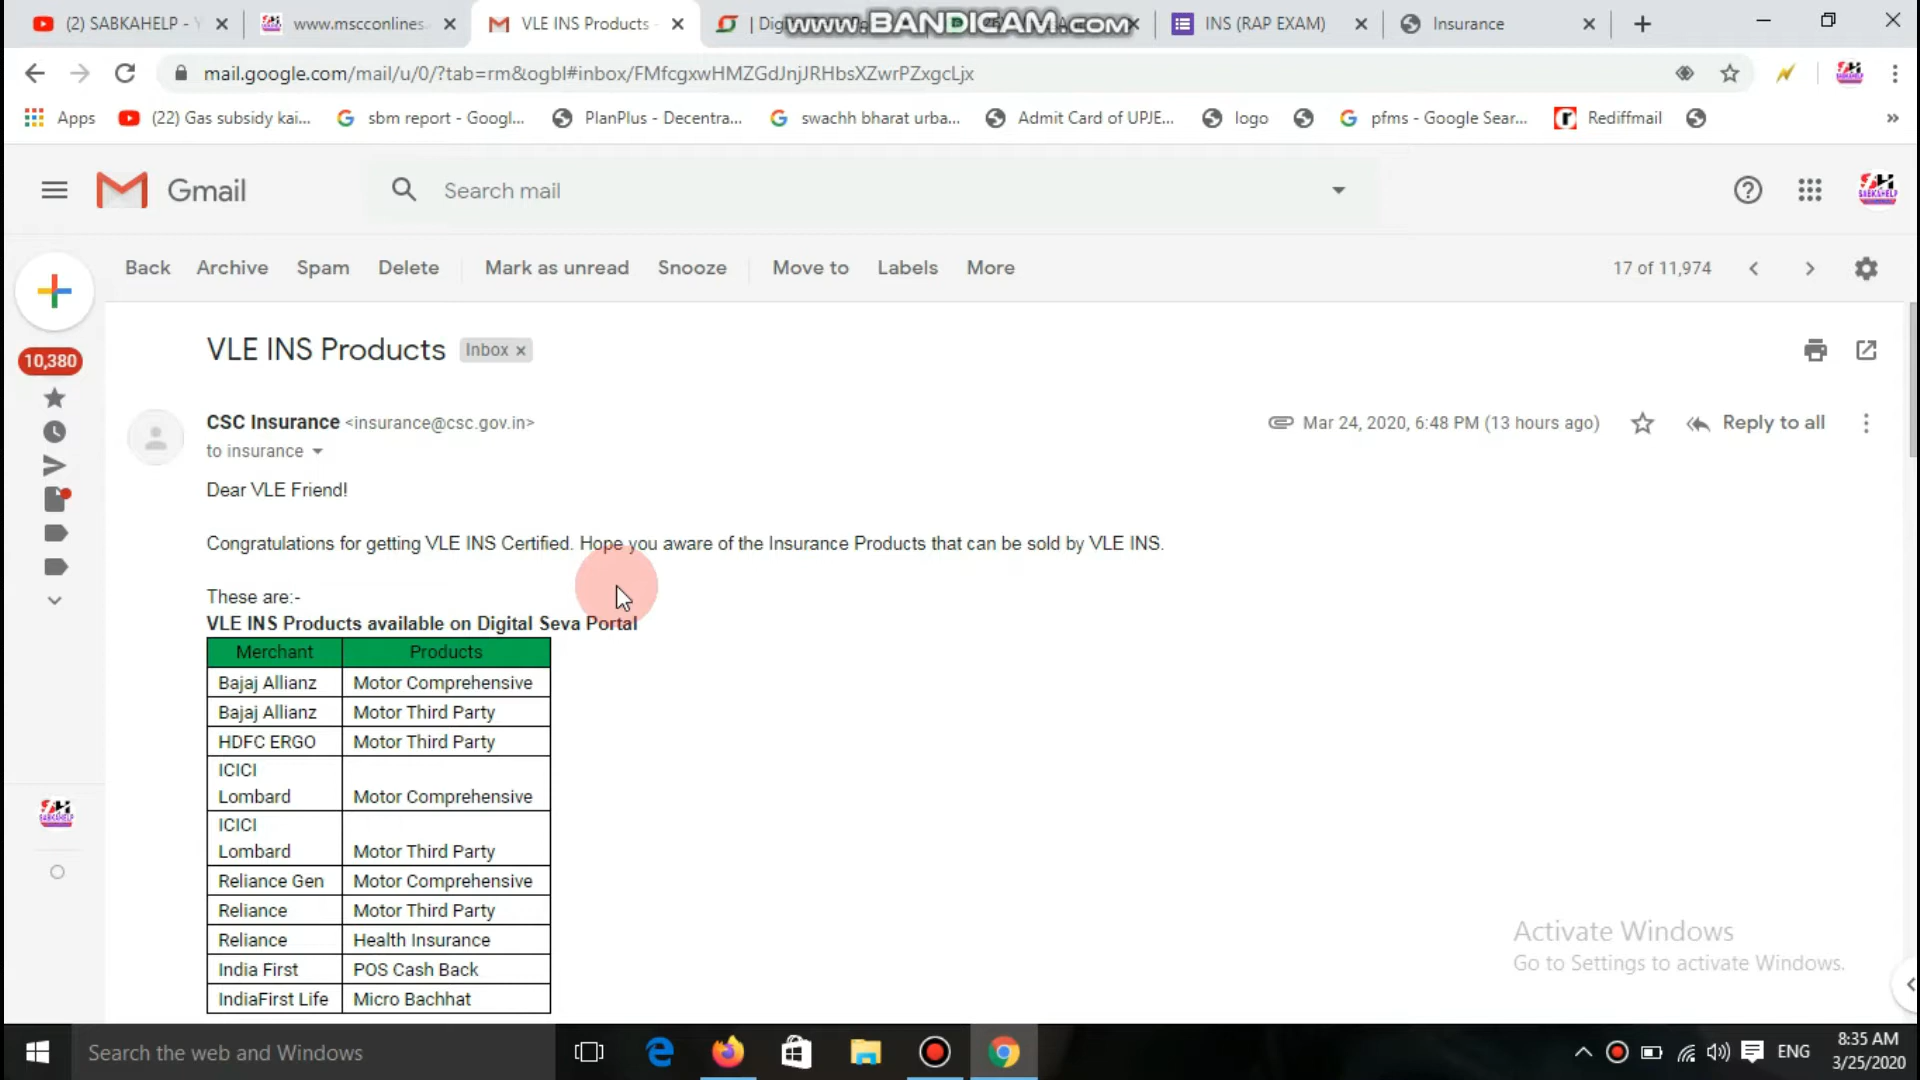 (2) SABKAHELP -
www.mscconlines
VLE INS Products -
| Dig
www.BANDICAM.com
INS (RAP EXAM)
Insurance
mail.google.com/mail/u/0/?tab=rm&ogbl#inbox/FMfcgxwHMZGdJnjJRHbsXZwrPZxgcLjx
Apps
(22) Gas subsidy kai...
sbm report - Googl...
PlanPlus - Decentra...
swachh bharat urba...
Admit Card of UPJE...
logo
pfms - Google Sear...
Rediffmail
»
Gmail
Search mail
SABKAHELP
Back
Archive
Spam
Delete
Mark as unread
Snooze
Move to
Labels
More
17 of 11,974
10,380
VLE INS Products
Inbox x
CSC Insurance <insurance@csc.gov.in>
Mar 24, 2020, 6:48 PM (13 hours ago)
Reply to all
to insurance
Dear VLE Friend!
Congratulations for getting VLE INS Certified. Hope you aware of the Insurance Products that can be sold by VLE INS.
These are:-
VLE INS Products available on Digital Seva Portal
Merchant Products
Bajaj Allianz Motor Comprehensive
Bajaj Allianz Motor Third Party
HDFC ERGO Motor Third Party
ICICI
Lombard Motor Comprehensive
ICICI
Lombard Motor Third Party
Reliance Gen Motor Comprehensive
Reliance Motor Third Party
Reliance Health Insurance
India First POS Cash Back
IndiaFirst Life Micro Bachhat
SABKAHELP
Activate Windows
Go to Settings to activate Windows.
Search the web and Windows
ENG
8:35 AM
3/25/2020